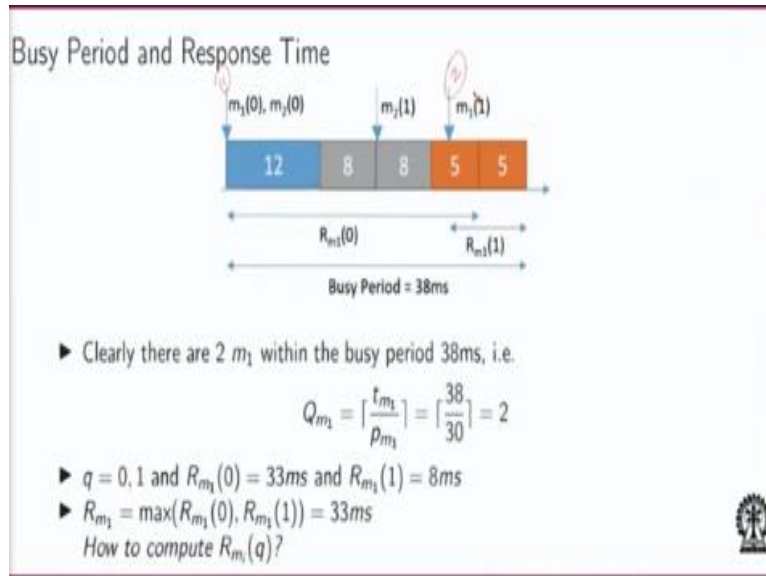 Busy Period and Response Time
m₁(0), m₂(0)
m₂(1)
m₁(1)
2
12 8 8 5 5
Rₘ₁(0)
Rₘ₁(1)
Busy Period = 38ms
▶ Clearly there are 2 m₁ within the busy period 38ms, i.e.
Qₘ₁ = ⌈tₘ₁/pₘ₁⌉ = ⌈38/30⌉ = 2
▶ q = 0, 1 and Rₘ₁(0) = 33ms and Rₘ₁(1) = 8ms
▶ Rₘ₁ = max(Rₘ₁(0), Rₘ₁(1)) = 33ms
How to compute Rₘᵢ(q)?